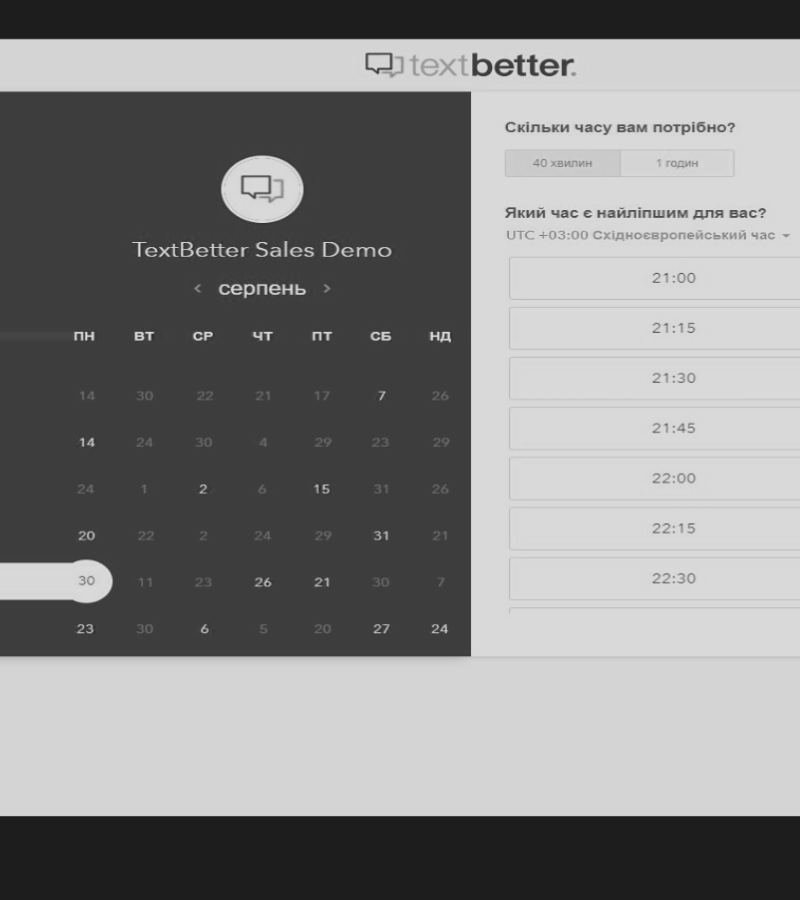 textbetter.
TextBetter Sales Demo
< серпень >
ПН ВТ СР ЧТ ПТ СБ НД
14 30 22 21 17 7 26
14 24 30 4 29 23 29
24 1 2 6 15 31 26
20 22 2 24 29 31 21
30 11 23 26 21 30 7
23 30 6 5 20 27 24
Скільки часу вам потрібно?
40 хвилин 1 годин
Який час є найліпшим для вас?
UTC +03:00 Східноєвропейський час
21:00
21:15
21:30
21:45
22:00
22:15
22:30